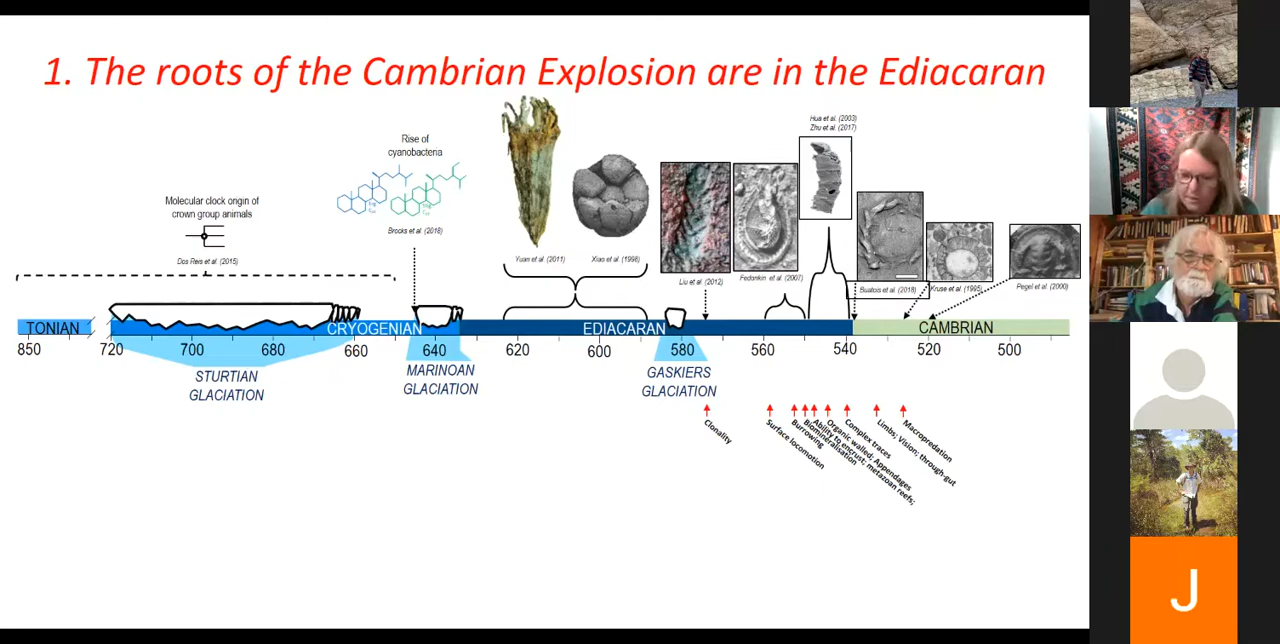 1. The roots of the Cambrian Explosion are in the Ediacaran
Hua et al. (2003)
Zhu et al. (2017)
Rise of
cyanobacteria
Molecular clock origin of
crown group animals
Brocks et al. (2018)
Dos Reis et al. (2015)
Yuan et al. (2011)
Xiao et al. (1998)
Liu et al. (2012)
Fedonkin et al. (2007)
Buatois et al. (2018)
Kruse et al. (1995)
Pegel et al. (2000)
TONIAN
CRYOGENIAN
EDIACARAN
CAMBRIAN
850
720
700
680
660
640
620
600
580
560
540
520
500
STURTIAN
GLACIATION
MARINOAN
GLACIATION
GASKIERS
GLACIATION
Clonality
Surface locomotion
Burrowing
Biomineralisation
Ability to encrust; metazoan reefs;
Organic walled; Appendages
Complex traces
Limbs; Vision; through-gut
Macropredation
J